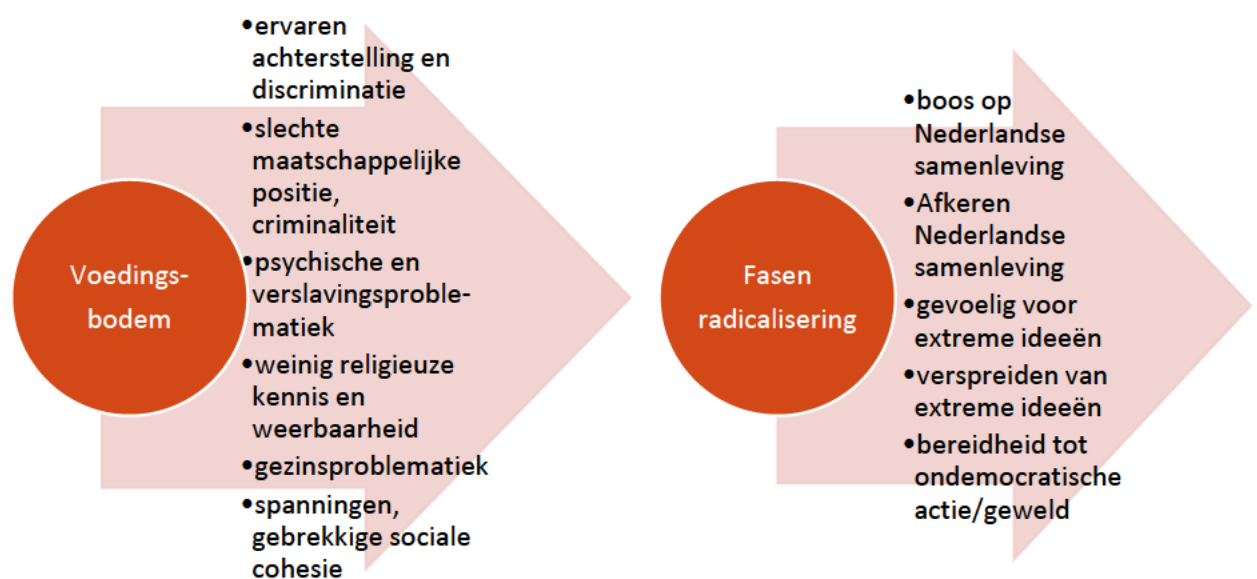 Voedings-
bodem
•ervaren
achterstelling en
discriminatie
•slechte
maatschappelijke
positie,
criminaliteit
•psychische en
verslavingsproble-
matiek
•weinig religieuze
kennis en
weerbaarheid
•gezinsproblematiek
•spanningen,
gebrekkige sociale
cohesie
Fasen
radicalisering
•boos op
Nederlandse
samenleving
•Afkeren
Nederlandse
samenleving
•gevoelig voor
extreme ideeën
•verspreiden van
extreme ideeën
•bereidheid tot
ondemocratische
actie/geweld